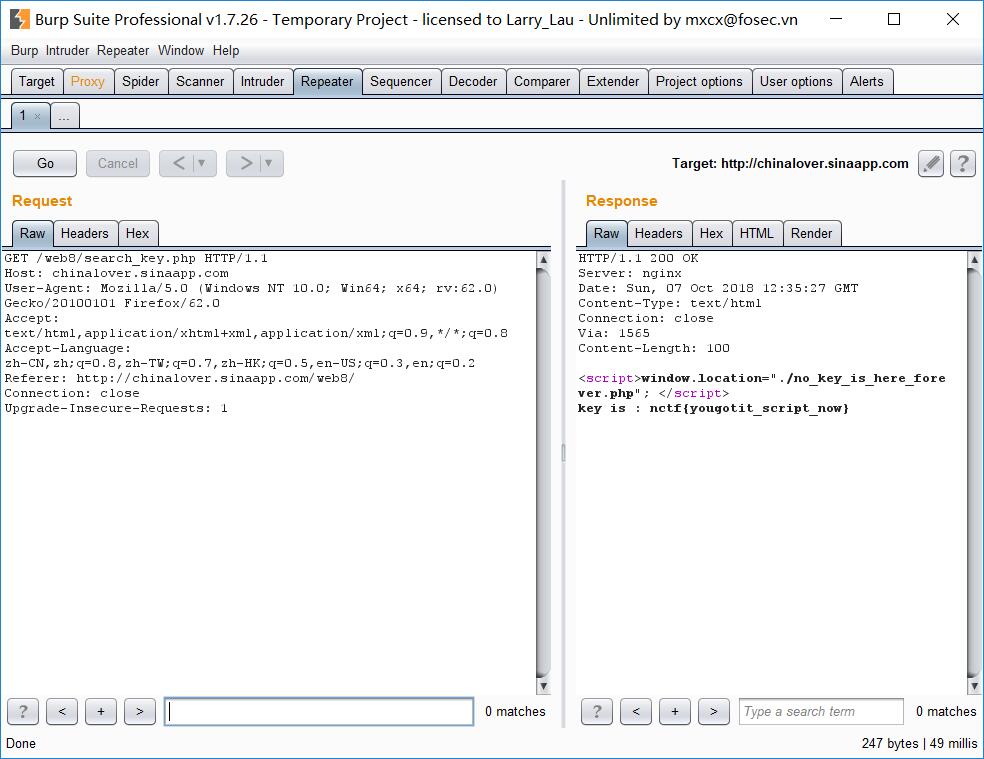 Burp Suite Professional v1.7.26 - Temporary Project - licensed to Larry_Lau - Unlimited by mxcx@fosec.vn
Burp Intruder Repeater Window Help
Target Proxy Spider Scanner Intruder Repeater Sequencer Decoder Comparer Extender Project options User options Alerts
1 × ...
Go Cancel < ▼ > ▼ Target: http://chinalover.sinaapp.com ?
Request
Raw Headers Hex
GET /web8/search_key.php HTTP/1.1
Host: chinalover.sinaapp.com
User-Agent: Mozilla/5.0 (Windows NT 10.0; Win64; x64; rv:62.0)
Gecko/20100101 Firefox/62.0
Accept:
text/html,application/xhtml+xml,application/xml;q=0.9,*/*;q=0.8
Accept-Language:
zh-CN,zh;q=0.8,zh-TW;q=0.7,zh-HK;q=0.5,en-US;q=0.3,en;q=0.2
Referer: http://chinalover.sinaapp.com/web8/
Connection: close
Upgrade-Insecure-Requests: 1
? < + > 0 matches
Response
Raw Headers Hex HTML Render
HTTP/1.1 200 OK
Server: nginx
Date: Sun, 07 Oct 2018 12:35:27 GMT
Content-Type: text/html
Connection: close
Via: 1565
Content-Length: 100
<script>window.location="./no_key_is_here_fore
ver.php"; </script>
key is : nctf{yougotit_script_now}
? < + > Type a search term 0 matches
Done 247 bytes | 49 millis